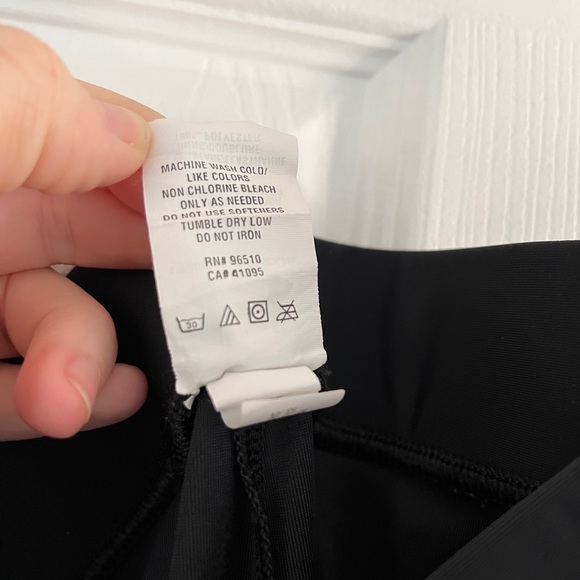 MACHINE WASH COLD/
LIKE COLORS
NON CHLORINE BLEACH
ONLY AS NEEDED
DO NOT USE SOFTENERS
TUMBLE DRY LOW
DO NOT IRON
RN# 96510
CA# 41095
30